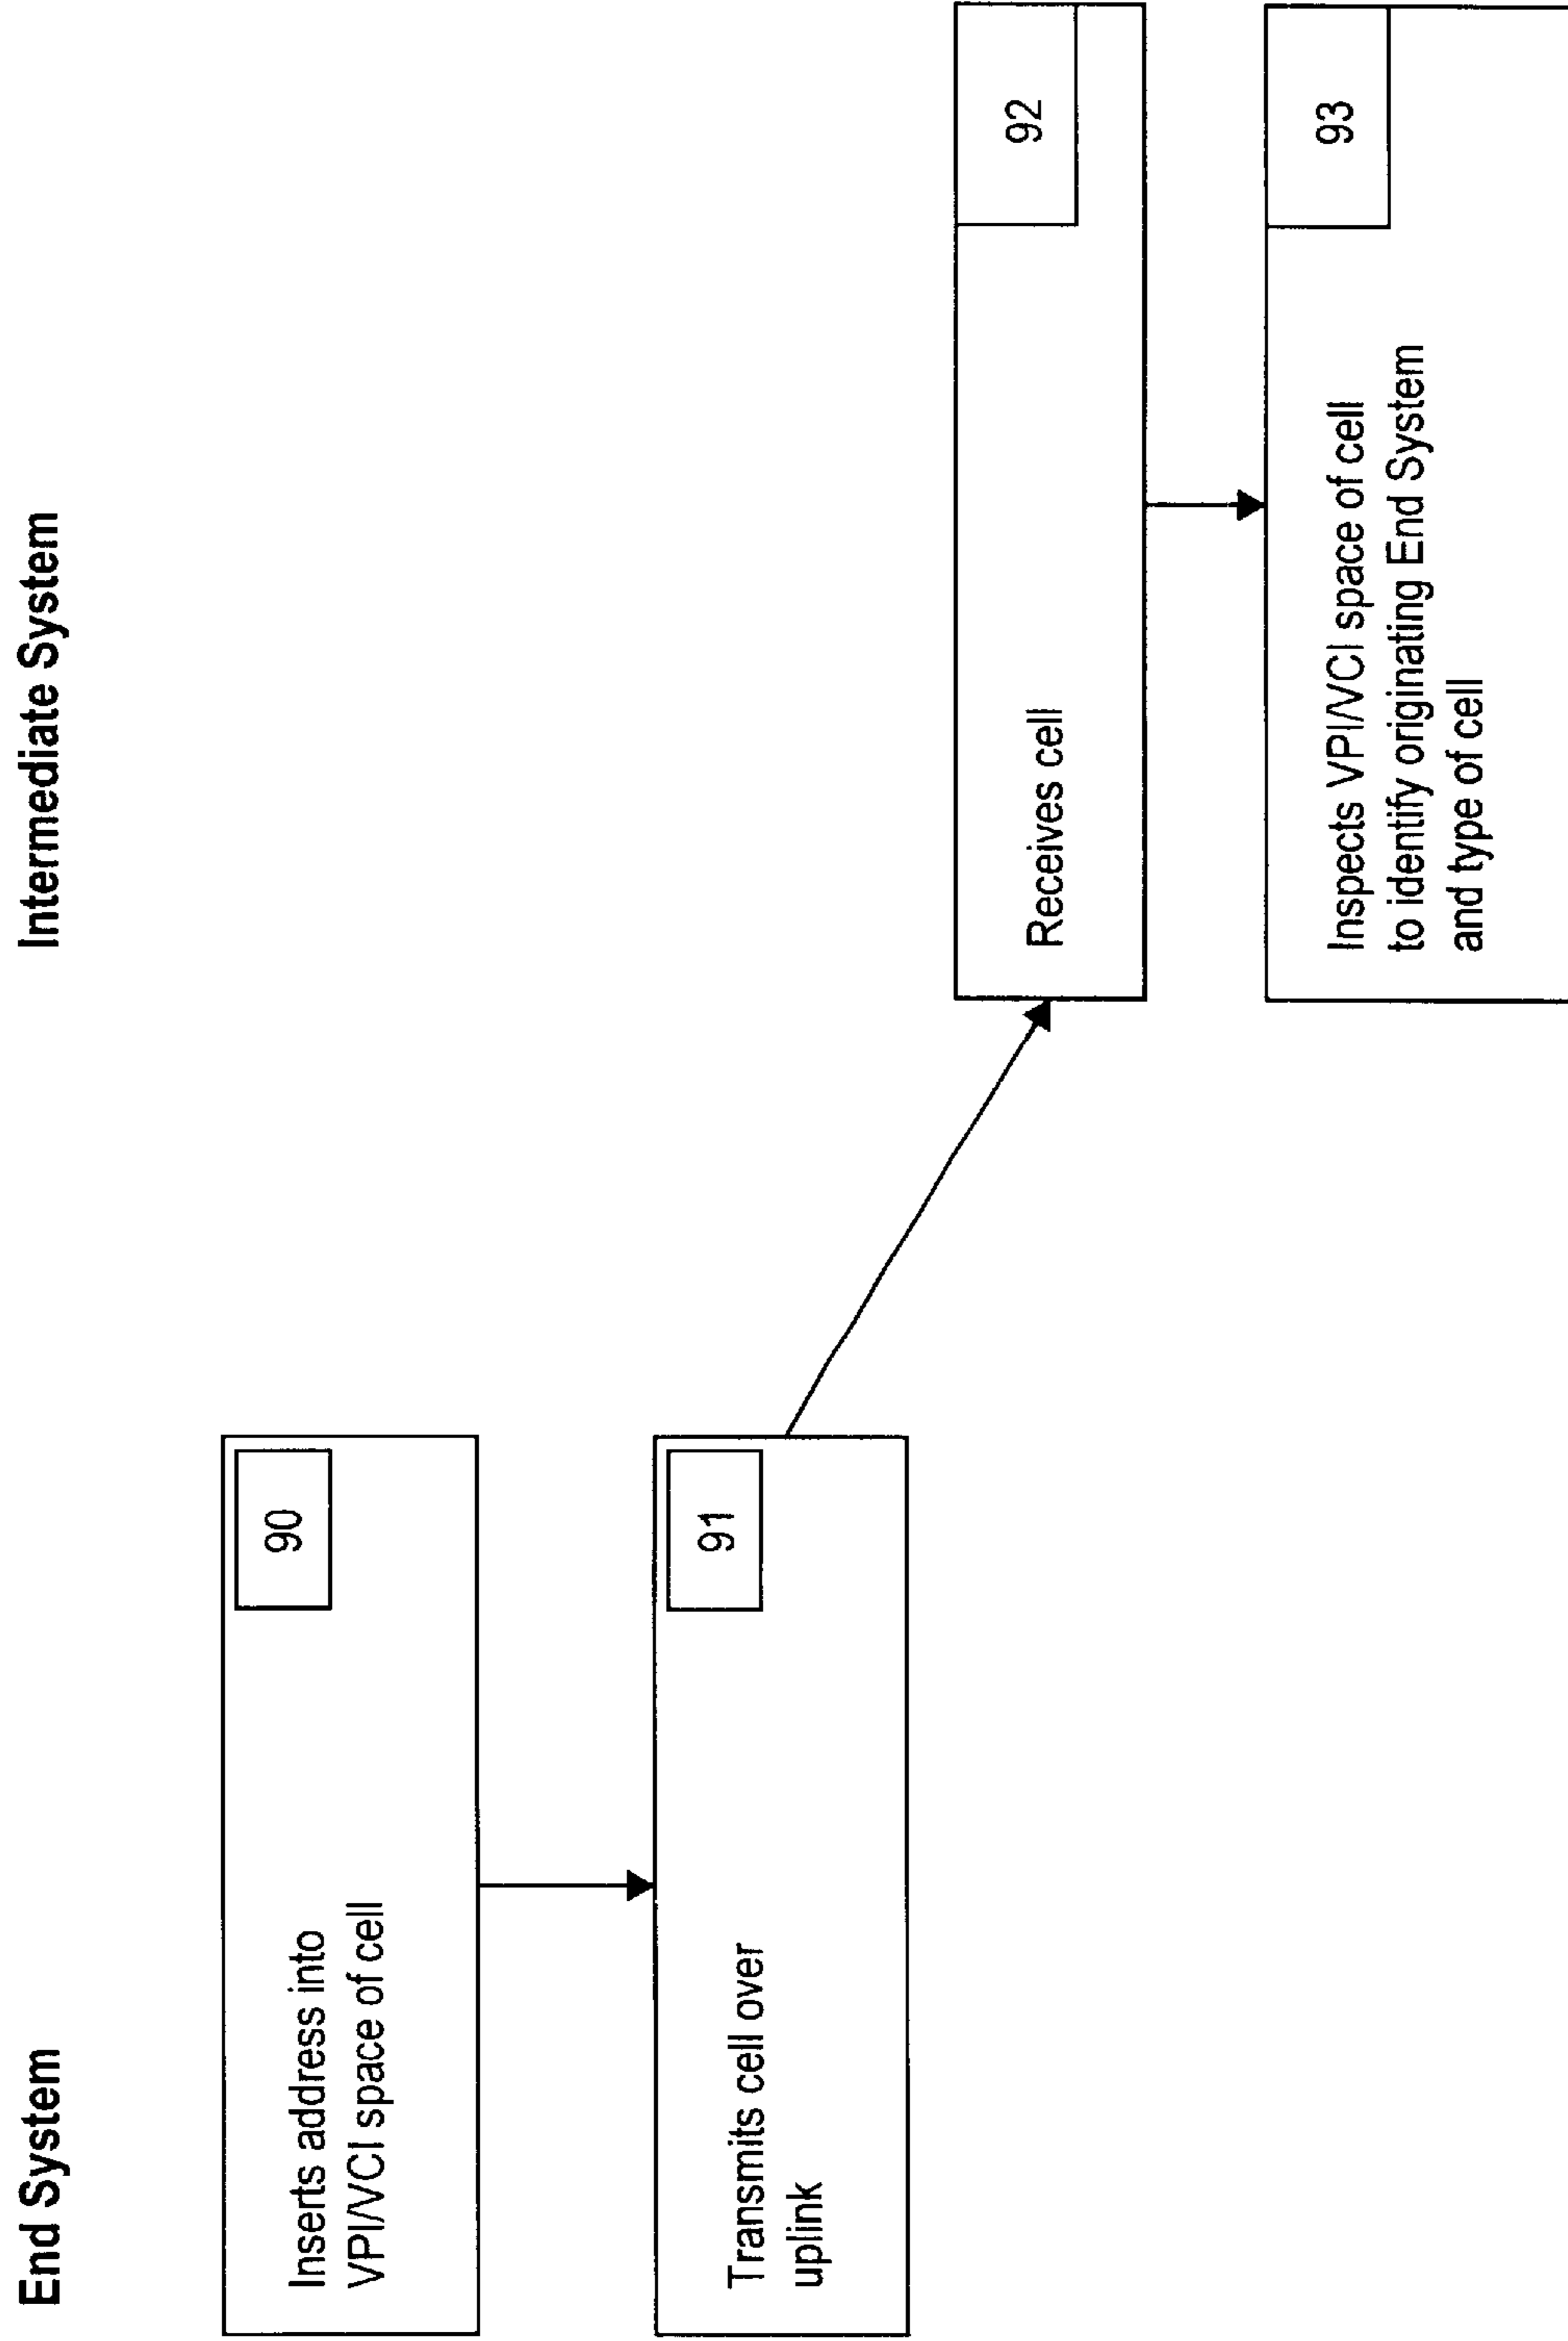 End System
Intermediate System
90
Inserts address into
VPI/VCI space of cell
91
Transmits cell over
uplink
92
Receives cell
93
Inspects VPI/VCI space of cell
to identify originating End System
and type of cell